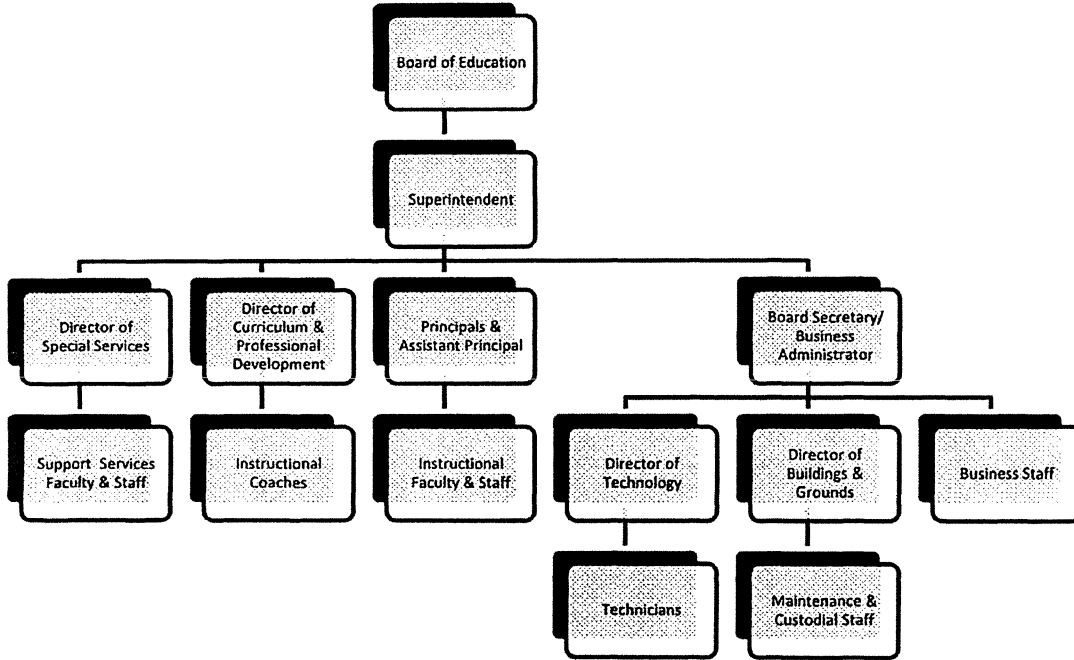 Board of Education
Superintendent
Director of
Special Services
Director of
Curriculum &
Professional
Development
Principals &
Assistant Principal
Board Secretary/
Business
Administrator
Support Services
Faculty & Staff
Instructional
Coaches
Instructional
Faculty & Staff
Director of
Technology
Director of
Buildings &
Grounds
Business Staff
Technicians
Maintenance &
Custodial Staff